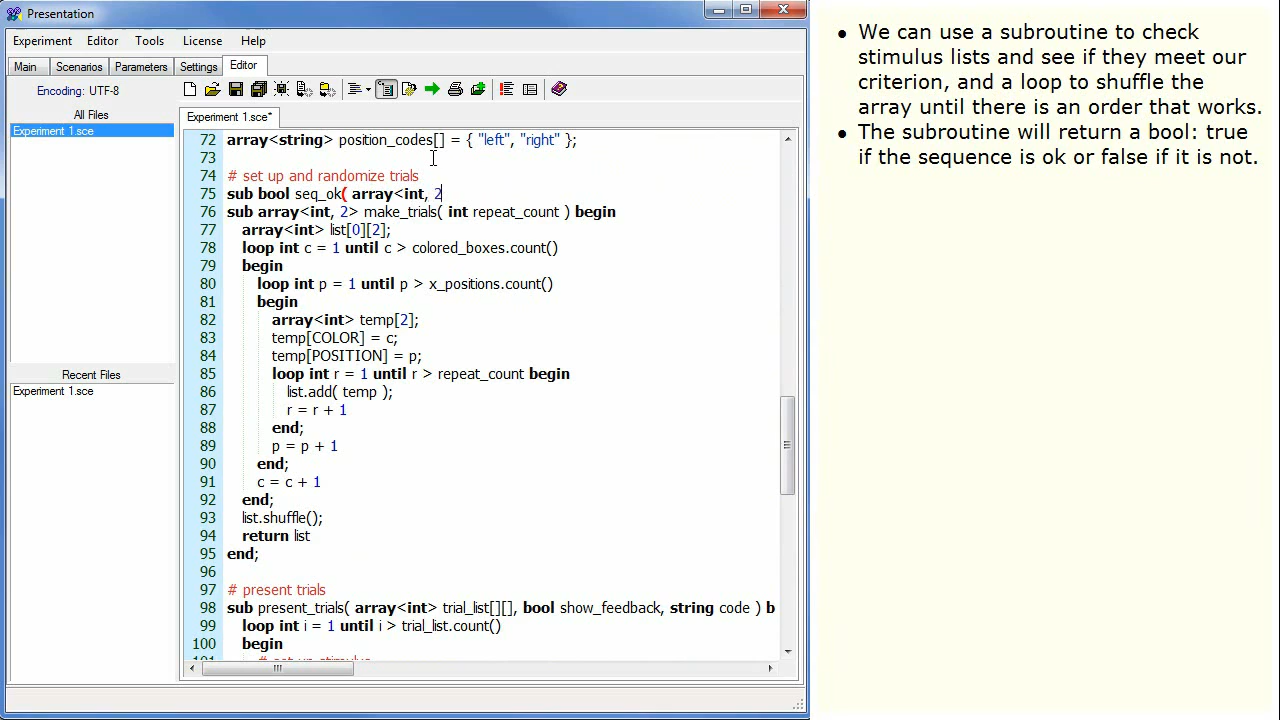 Presentation
Experiment Editor Tools License Help
Main Scenarios Parameters Settings Editor
Encoding: UTF-8
All Files
Experiment 1.sce
Recent Files
Experiment 1.sce
Experiment 1.sce*
72 array<string> position_codes[] = { "left", "right" };
73
74 # set up and randomize trials
75 sub bool seq_ok( array<int, 2
76 sub array<int, 2> make_trials( int repeat_count ) begin
77 array<int> list[0][2];
78 loop int c = 1 until c > colored_boxes.count()
79 begin
80 loop int p = 1 until p > x_positions.count()
81 begin
82 array<int> temp[2];
83 temp[COLOR] = c;
84 temp[POSITION] = p;
85 loop int r = 1 until r > repeat_count begin
86 list.add( temp );
87 r = r + 1
88 end;
89 p = p + 1
90 end;
91 c = c + 1
92 end;
93 list.shuffle();
94 return list
95 end;
96
97 # present trials
98 sub present_trials( array<int> trial_list[][], bool show_feedback, string code ) b
99 loop int i = 1 until i > trial_list.count()
100 begin
• We can use a subroutine to check
stimulus lists and see if they meet our
criterion, and a loop to shuffle the
array until there is an order that works.
• The subroutine will return a bool: true
if the sequence is ok or false if it is not.